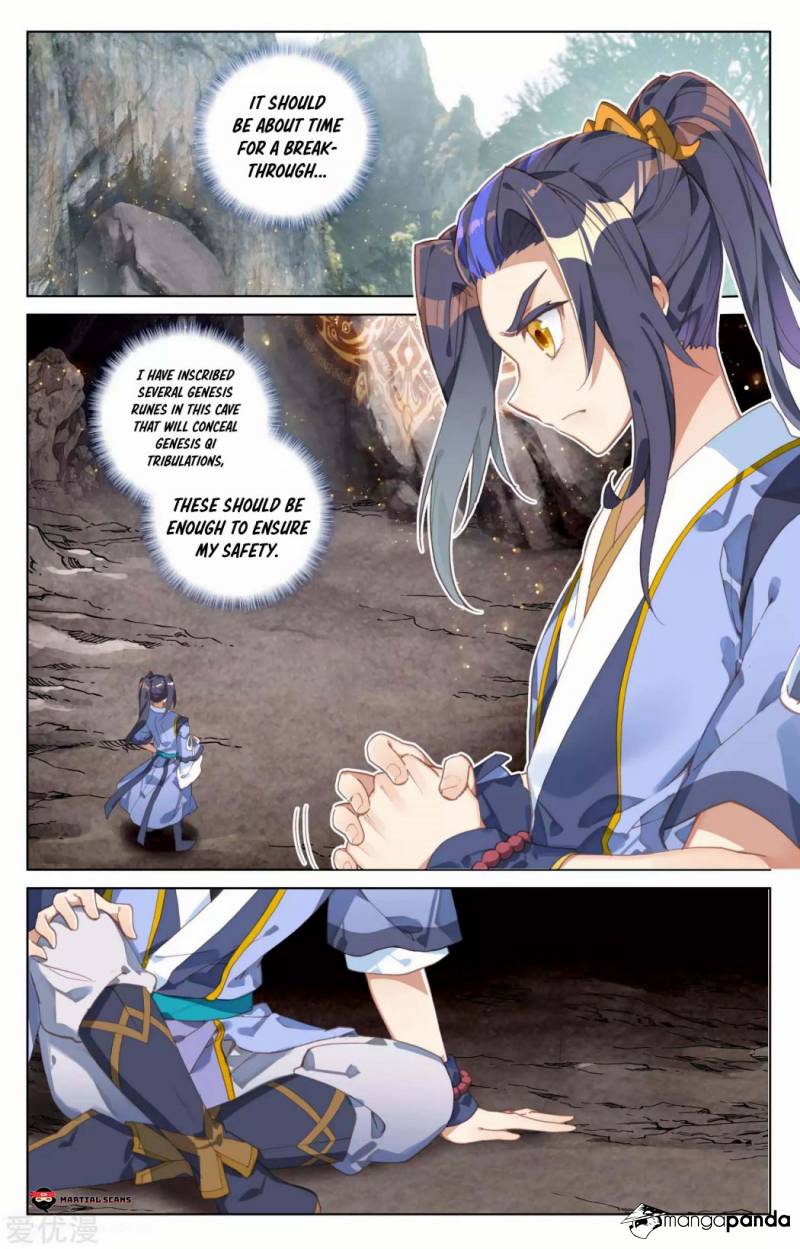 IT SHOULD
BE ABOUT TIME
FOR A BREAK-
THROUGH...
I HAVE INSCRIBED
SEVERAL GENESIS
RUNES IN THIS CAVE
THAT WILL CONCEAL
GENESIS QI
TRIBULATIONS,
THESE SHOULD BE
ENOUGH TO ENSURE
MY SAFETY.
MARTIAL SCANS
爱优漫
mangapanda